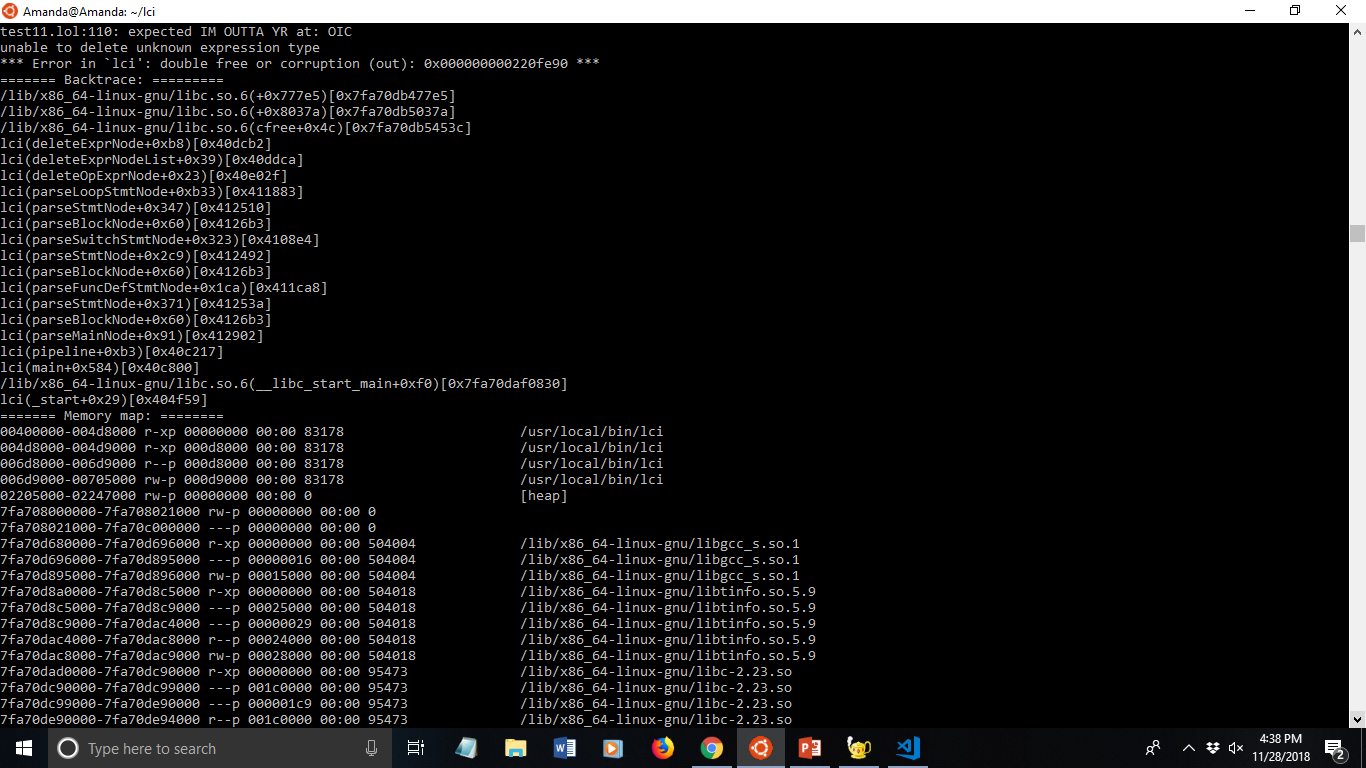 Amanda@Amanda: ~/lci
test11.lol:110: expected IM OUTTA YR at: OIC
unable to delete unknown expression type
*** Error in `lci': double free or corruption (out): 0x000000000220fe90 ***
======= Backtrace: =========
/lib/x86_64-linux-gnu/libc.so.6(+0x777e5)[0x7fa70db477e5]
/lib/x86_64-linux-gnu/libc.so.6(+0x8037a)[0x7fa70db5037a]
/lib/x86_64-linux-gnu/libc.so.6(cfree+0x4c)[0x7fa70db5453c]
lci(deleteExprNode+0xb8)[0x40dcb2]
lci(deleteExprNodeList+0x39)[0x40ddca]
lci(deleteOpExprNode+0x23)[0x40e02f]
lci(parseLoopStmtNode+0xb33)[0x411883]
lci(parseStmtNode+0x347)[0x412510]
lci(parseBlockNode+0x60)[0x4126b3]
lci(parseSwitchStmtNode+0x323)[0x4108e4]
lci(parseStmtNode+0x2c9)[0x412492]
lci(parseBlockNode+0x60)[0x4126b3]
lci(parseFuncDefStmtNode+0x1ca)[0x411ca8]
lci(parseStmtNode+0x371)[0x41253a]
lci(parseBlockNode+0x60)[0x4126b3]
lci(parseMainNode+0x91)[0x412902]
lci(pipeline+0xb3)[0x40c217]
lci(main+0x584)[0x40c800]
/lib/x86_64-linux-gnu/libc.so.6(__libc_start_main+0xf0)[0x7fa70daf0830]
lci(_start+0x29)[0x404f59]
======= Memory map: ========
00400000-004d8000 r-xp 00000000 00:00 83178 /usr/local/bin/lci
004d8000-004d9000 r-xp 000d8000 00:00 83178 /usr/local/bin/lci
006d8000-006d9000 r--p 000d8000 00:00 83178 /usr/local/bin/lci
006d9000-00705000 rw-p 000d9000 00:00 83178 /usr/local/bin/lci
02205000-02247000 rw-p 00000000 00:00 0 [heap]
7fa708000000-7fa708021000 rw-p 00000000 00:00 0
7fa708021000-7fa70c000000 ---p 00000000 00:00 0
7fa70d680000-7fa70d696000 r-xp 00000000 00:00 504004 /lib/x86_64-linux-gnu/libgcc_s.so.1
7fa70d696000-7fa70d895000 ---p 00000016 00:00 504004 /lib/x86_64-linux-gnu/libgcc_s.so.1
7fa70d895000-7fa70d896000 rw-p 00015000 00:00 504004 /lib/x86_64-linux-gnu/libgcc_s.so.1
7fa70d8a0000-7fa70d8c5000 r-xp 00000000 00:00 504018 /lib/x86_64-linux-gnu/libtinfo.so.5.9
7fa70d8c5000-7fa70d8c9000 ---p 00025000 00:00 504018 /lib/x86_64-linux-gnu/libtinfo.so.5.9
7fa70d8c9000-7fa70dac4000 ---p 00000029 00:00 504018 /lib/x86_64-linux-gnu/libtinfo.so.5.9
7fa70dac4000-7fa70dac8000 r--p 00024000 00:00 504018 /lib/x86_64-linux-gnu/libtinfo.so.5.9
7fa70dac8000-7fa70dac9000 rw-p 00028000 00:00 504018 /lib/x86_64-linux-gnu/libtinfo.so.5.9
7fa70dad0000-7fa70dc90000 r-xp 00000000 00:00 95473 /lib/x86_64-linux-gnu/libc-2.23.so
7fa70dc90000-7fa70dc99000 ---p 001c0000 00:00 95473 /lib/x86_64-linux-gnu/libc-2.23.so
7fa70dc99000-7fa70de90000 ---p 000001c9 00:00 95473 /lib/x86_64-linux-gnu/libc-2.23.so
7fa70de90000-7fa70de94000 r--p 001c0000 00:00 95473 /lib/x86_64-linux-gnu/libc-2.23.so
Type here to search
4:38 PM
11/28/2018
2